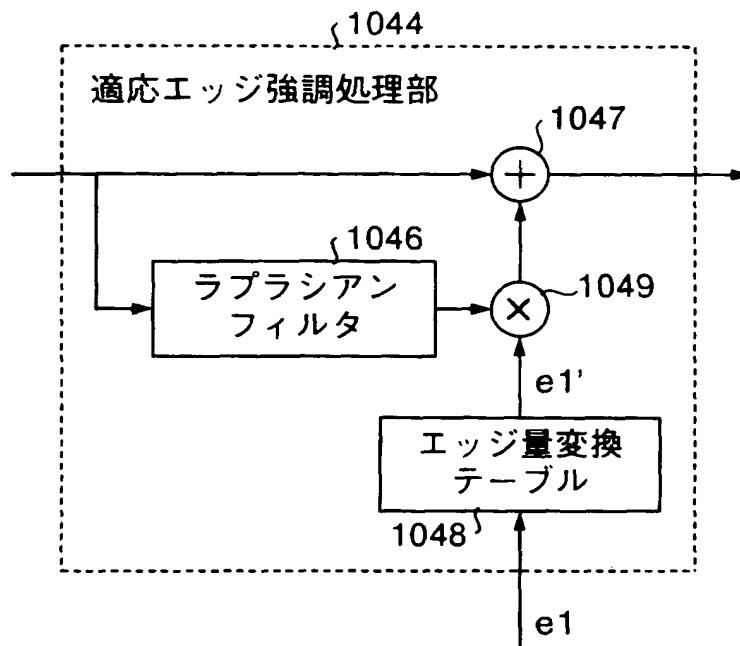 1044
適応エッジ強調処理部
1047
+
1046
ラプラシアン
フィルタ
×
1049
e1'
エッジ量変換
テーブル
1048
e1